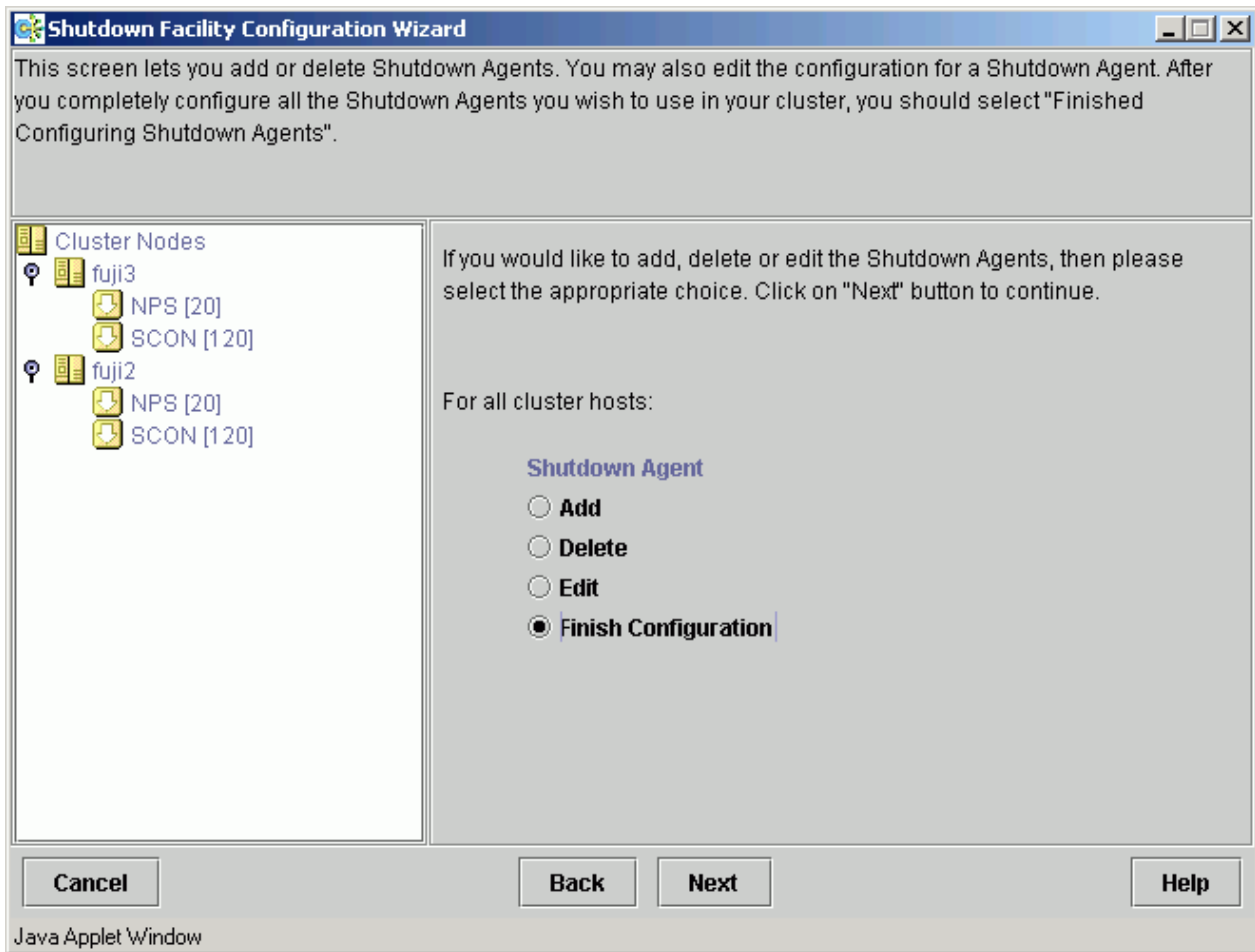 Shutdown Facility Configuration Wizard
This screen lets you add or delete Shutdown Agents. You may also edit the configuration for a Shutdown Agent. After
you completely configure all the Shutdown Agents you wish to use in your cluster, you should select "Finished
Configuring Shutdown Agents".
Cluster Nodes
fuji3
NPS [20]
SCON [120]
fuji2
NPS [20]
SCON [120]
If you would like to add, delete or edit the Shutdown Agents, then please
select the appropriate choice. Click on "Next" button to continue.
For all cluster hosts:
Shutdown Agent
Add
Delete
Edit
Finish Configuration
Cancel
Back
Next
Help
Java Applet Window